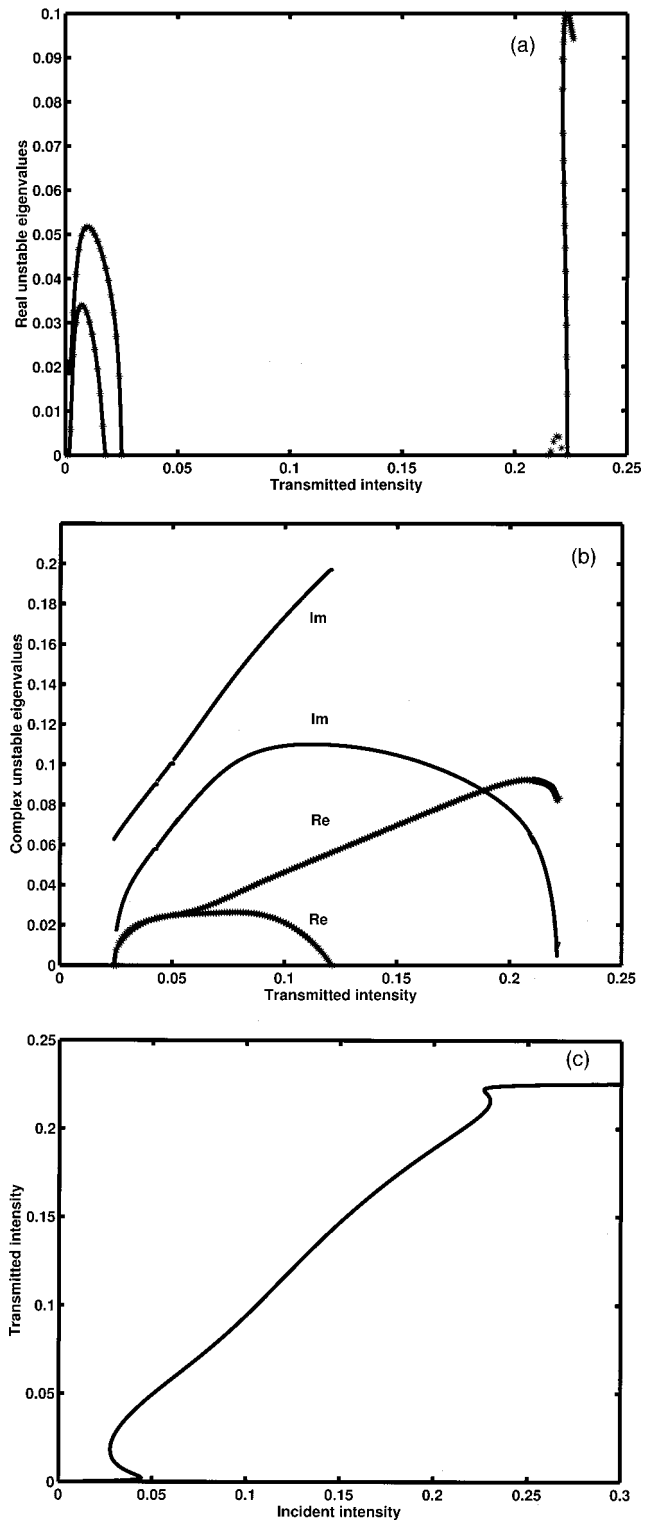 (a)
0.1
0.09
0.08
0.07
0.06
0.05
0.04
0.03
0.02
0.01
0
Real unstable eigenvalues
0 0.05 0.1 0.15 0.2 0.25
Transmitted intensity
(b)
0.2
0.18
0.16
0.14
0.12
0.1
0.08
0.06
0.04
0.02
0
Complex unstable eigenvalues
Im
Im
Re
Re
0 0.05 0.1 0.15 0.2 0.25
Transmitted intensity
(c)
0.25
0.2
0.15
0.1
0.05
0
Transmitted intensity
0 0.05 0.1 0.15 0.2 0.25 0.3
Incident intensity